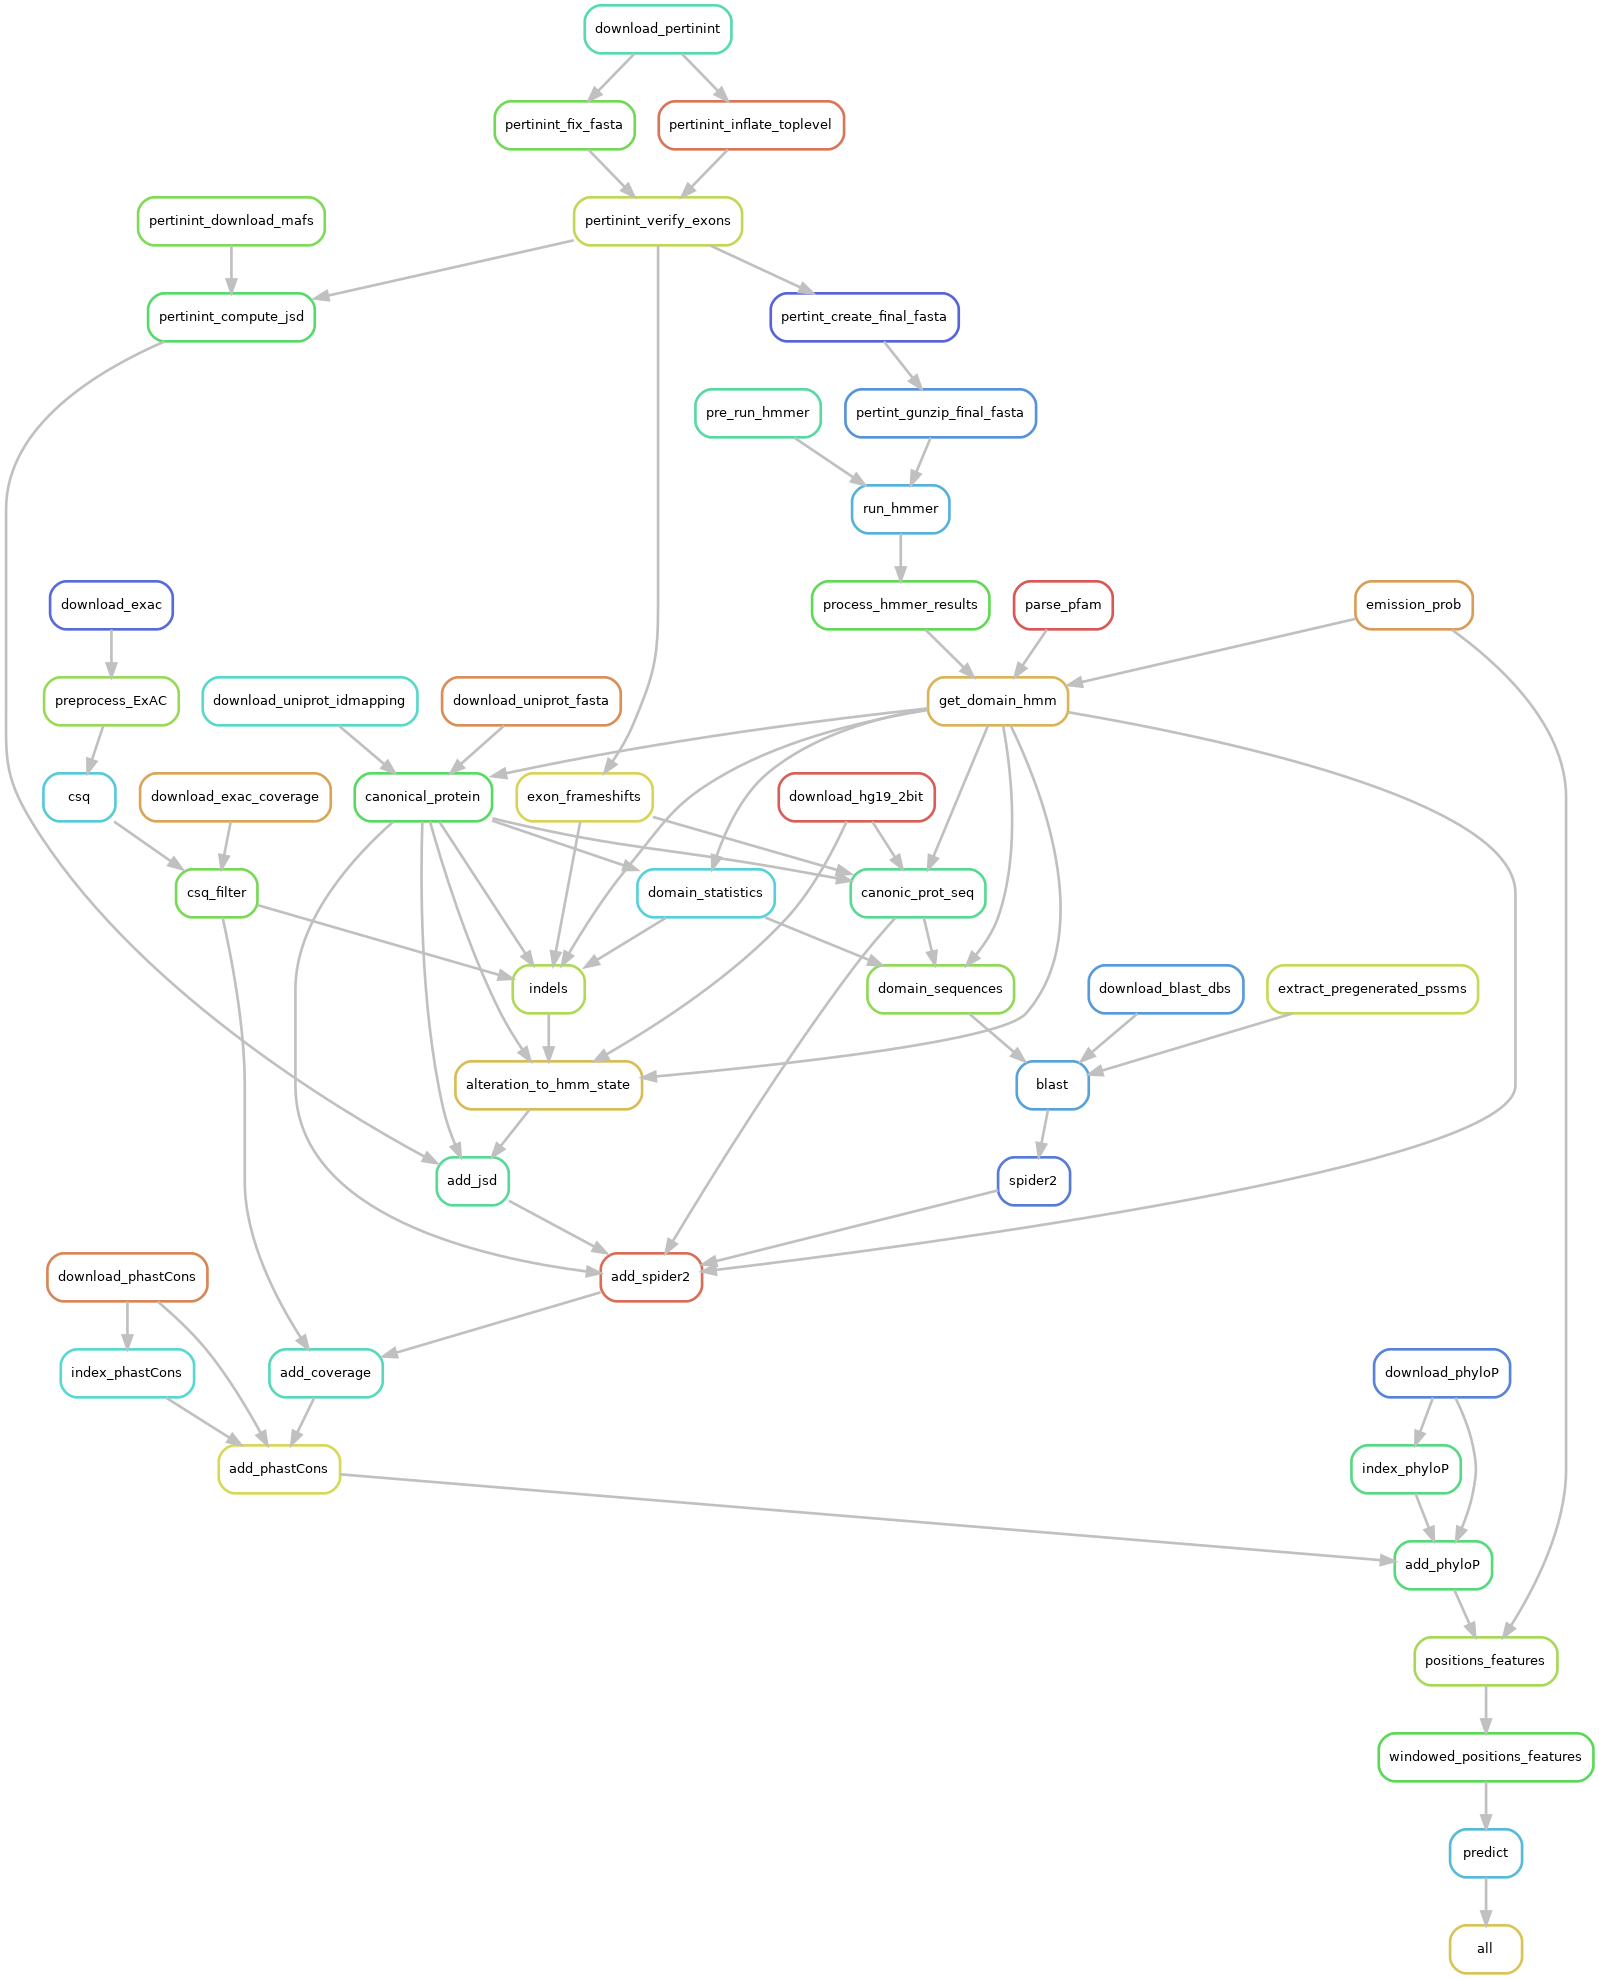 download_pertinint
pertinint_fix_fasta
pertinint_inflate_toplevel
pertinint_download_mafs
pertinint_verify_exons
pertinint_compute_jsd
pertint_create_final_fasta
pre_run_hmmer
pertint_gunzip_final_fasta
run_hmmer
download_exac
process_hmmer_results
parse_pfam
emission_prob
preprocess_ExAC
download_uniprot_idmapping
download_uniprot_fasta
get_domain_hmm
csq
download_exac_coverage
canonical_protein
exon_frameshifts
download_hg19_2bit
csq_filter
domain_statistics
canonic_prot_seq
indels
domain_sequences
download_blast_dbs
extract_pregenerated_pssms
alteration_to_hmm_state
blast
add_jsd
spider2
download_phastCons
add_spider2
index_phastCons
add_coverage
download_phyloP
add_phastCons
index_phyloP
add_phyloP
positions_features
windowed_positions_features
predict
all